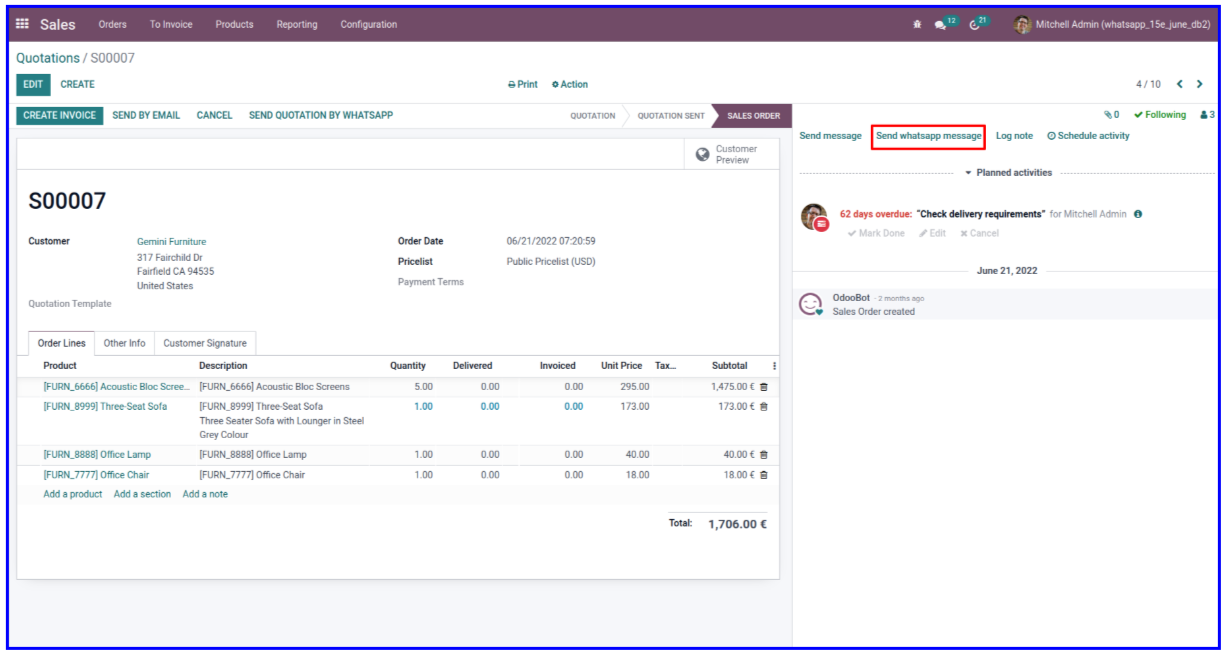 Sales Orders To Invoice Products Reporting Configuration 12 21 Mitchell Admin (whatsapp_15e_june_db2)
Quotations / S00007
EDIT CREATE Print Action 4 / 10
CREATE INVOICE SEND BY EMAIL CANCEL SEND QUOTATION BY WHATSAPP QUOTATION QUOTATION SENT SALES ORDER 0 Following 3
Send message Send whatsapp message Log note Schedule activity
Customer
Preview
Planned activities
S00007
62 days overdue: "Check delivery requirements" for Mitchell Admin
Mark Done Edit Cancel
Customer Gemini Furniture Order Date 06/21/2022 07:20:59
317 Fairchild Dr Pricelist Public Pricelist (USD)
Fairfield CA 94535
United States Payment Terms
June 21, 2022
Quotation Template
OdooBot - 2 months ago
Sales Order created
Order Lines Other Info Customer Signature
Product Description Quantity Delivered Invoiced Unit Price Tax... Subtotal
[FURN_6666] Acoustic Bloc Scree... [FURN_6666] Acoustic Bloc Screens 5.00 0.00 0.00 295.00 1,475.00 €
[FURN_8999] Three-Seat Sofa [FURN_8999] Three-Seat Sofa 1.00 0.00 0.00 173.00 173.00 €
Three Seater Sofa with Lounger in Steel
Grey Colour
[FURN_8888] Office Lamp [FURN_8888] Office Lamp 1.00 0.00 0.00 40.00 40.00 €
[FURN_7777] Office Chair [FURN_7777] Office Chair 1.00 0.00 0.00 18.00 18.00 €
Add a product Add a section Add a note
Total: 1,706.00 €